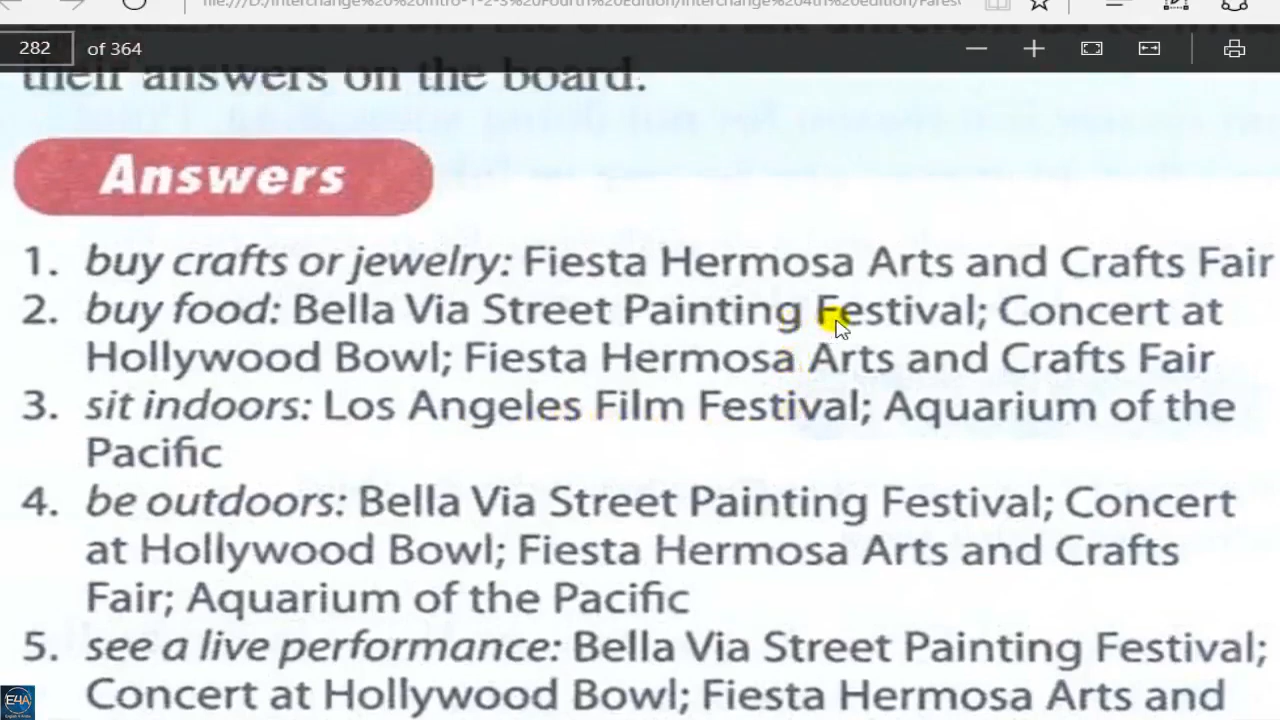 282 of 364
their answers on the board.
Answers
1. buy crafts or jewelry: Fiesta Hermosa Arts and Crafts Fair
2. buy food: Bella Via Street Painting Festival; Concert at
Hollywood Bowl; Fiesta Hermosa Arts and Crafts Fair
3. sit indoors: Los Angeles Film Festival; Aquarium of the
Pacific
4. be outdoors: Bella Via Street Painting Festival; Concert
at Hollywood Bowl; Fiesta Hermosa Arts and Crafts
Fair; Aquarium of the Pacific
5. see a live performance: Bella Via Street Painting Festival;
Concert at Hollywood Bowl; Fiesta Hermosa Arts and
E4A